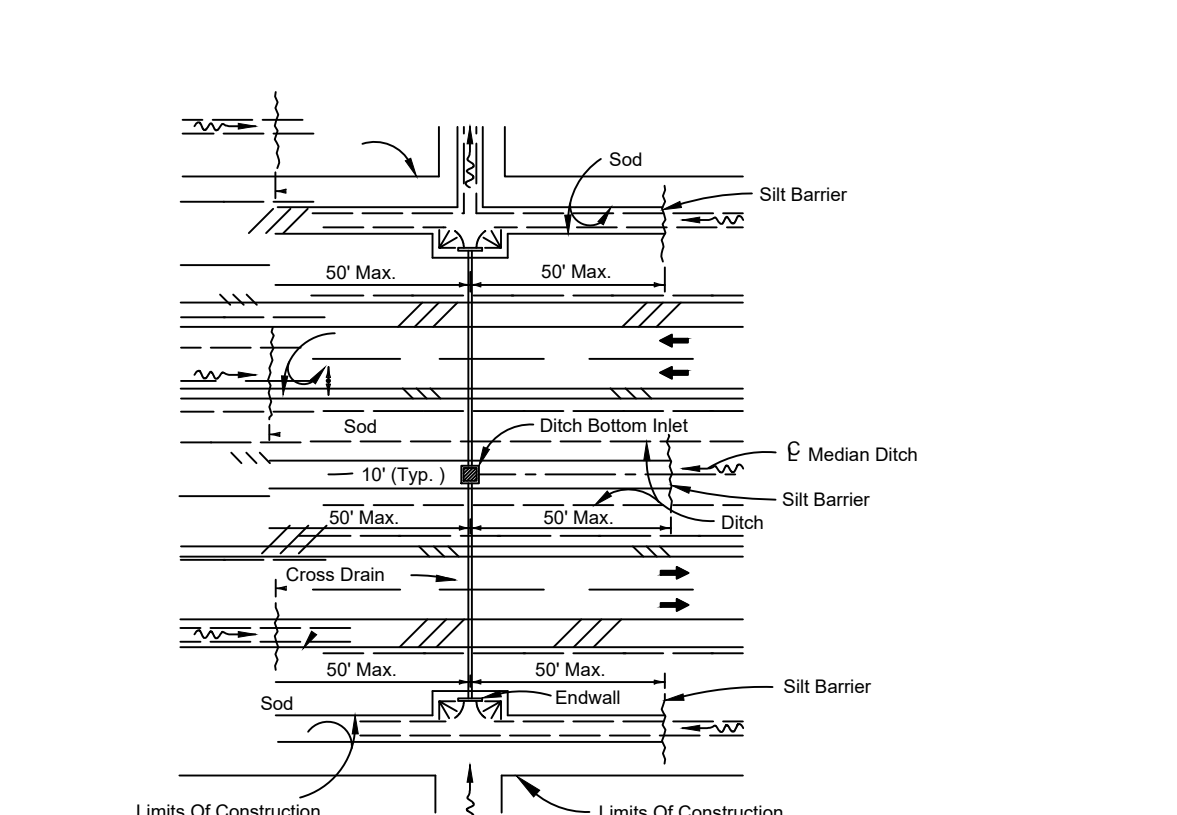 Sod
Silt Barrier
50' Max.
50' Max.
Sod
Ditch Bottom Inlet
℄ Median Ditch
10' (Typ. )
Silt Barrier
50' Max.
50' Max.
Ditch
Cross Drain
50' Max.
50' Max.
Silt Barrier
Sod
Endwall
Limits Of Construction
Limits Of Construction